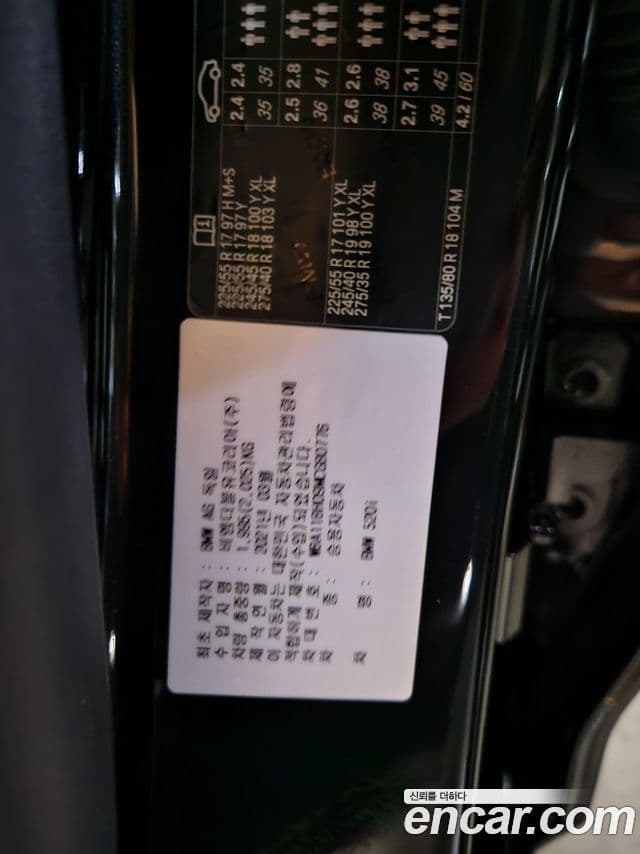 2.4 2.4 2.5 2.8 2.6 2.6 2.7 3.1
35 35 36 41 38 38 39 45 4.2/60
225/55 R 17 97 H M+S
225/55 R 17 97 Y
245/45 R 18 100 Y XL
275/40 R 18 103 Y XL
225/55 R 17 101 Y XL
245/40 R 19 98 Y XL
275/35 R 19 100 Y XL
T 135/80 R 18 104 M
최초 제작자 : BMW AG 독일
수 입 자 명 : 비엠더블유코리아(주)
차량 총중량 :
제 작 연 월 : 2021년 03월
이 자동차는 대한민국 자동차관리법령에
적합하게 제작(수입)되었습니다.
차 대 번 호 :
차 종 : 승용자동차
차 명 : BMW 520i
신뢰를 더하다
encar.com